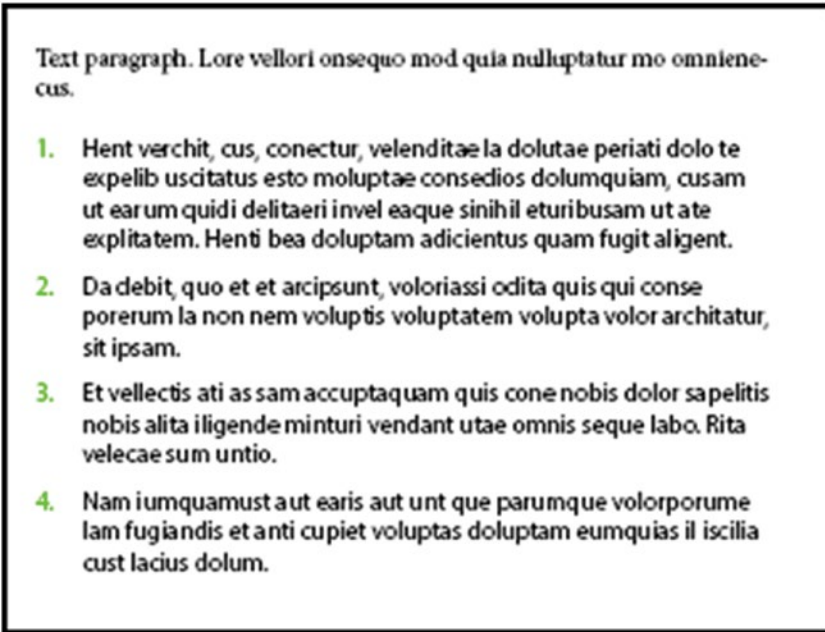 Text paragraph. Lore vellori onsequo mod quia nulluptatur mo omniene-
cus.
1. Hent verchit, cus, conectur, velenditae la dolutae periati dolo te
expelib uscitatus esto moluptae consedios dolumquiam, cusam
ut earum quidi delitaeri invel eaque sinihil eturibusam ut ate
explitatem. Henti bea doluptam adicientus quam fugit aligent.
2. Da debit, quo et et arcipsunt, voloriassi odita quis qui conse
porerum la non nem voluptis voluptatem volupta volor architatur,
sit ipsam.
3. Et vellectis ati as sam accuptaquam quis cone nobis dolor sapelitis
nobis alita iligende minturi vendant utae omnis seque labo. Rita
velecae sum untio.
4. Nam iumquamust aut earis aut unt que parumque volorporume
lam fugiandis et anti cupiet voluptas doluptam eumquias il iscilia
cust lacius dolum.